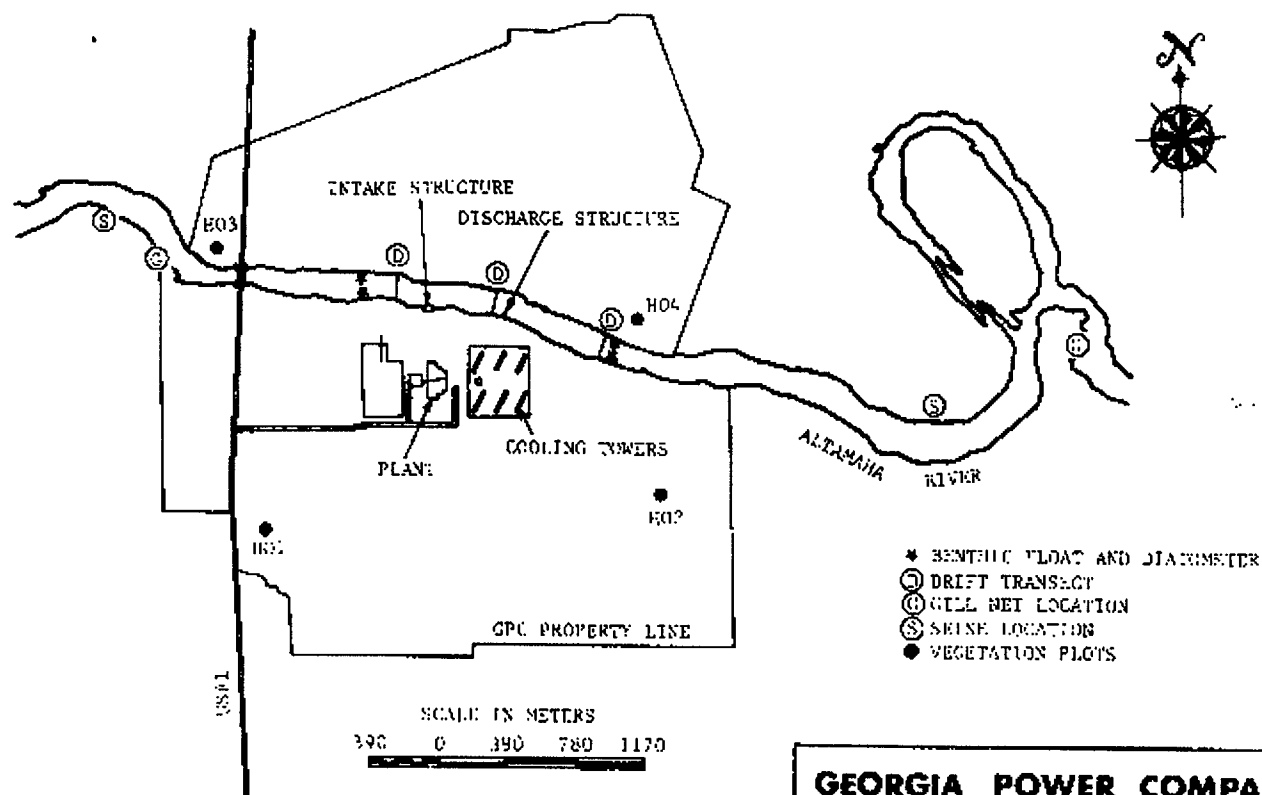 N
INTAKE STRUCTURE
DISCHARGE STRUCTURE
S
H03
G
D
D
D
H04
S
PLANT
COOLING TOWERS
ALTAMAHA
RIVER
H02
GPC PROPERTY LINE
US#1
BENTHIC FLOAT AND DIATOMETER
D DRIFT TRANSECT
G GILL NET LOCATION
S SEINE LOCATION
VEGETATION PLOTS
SCALE IN METERS
390 0 390 780 1170
GEORGIA POWER COMPA